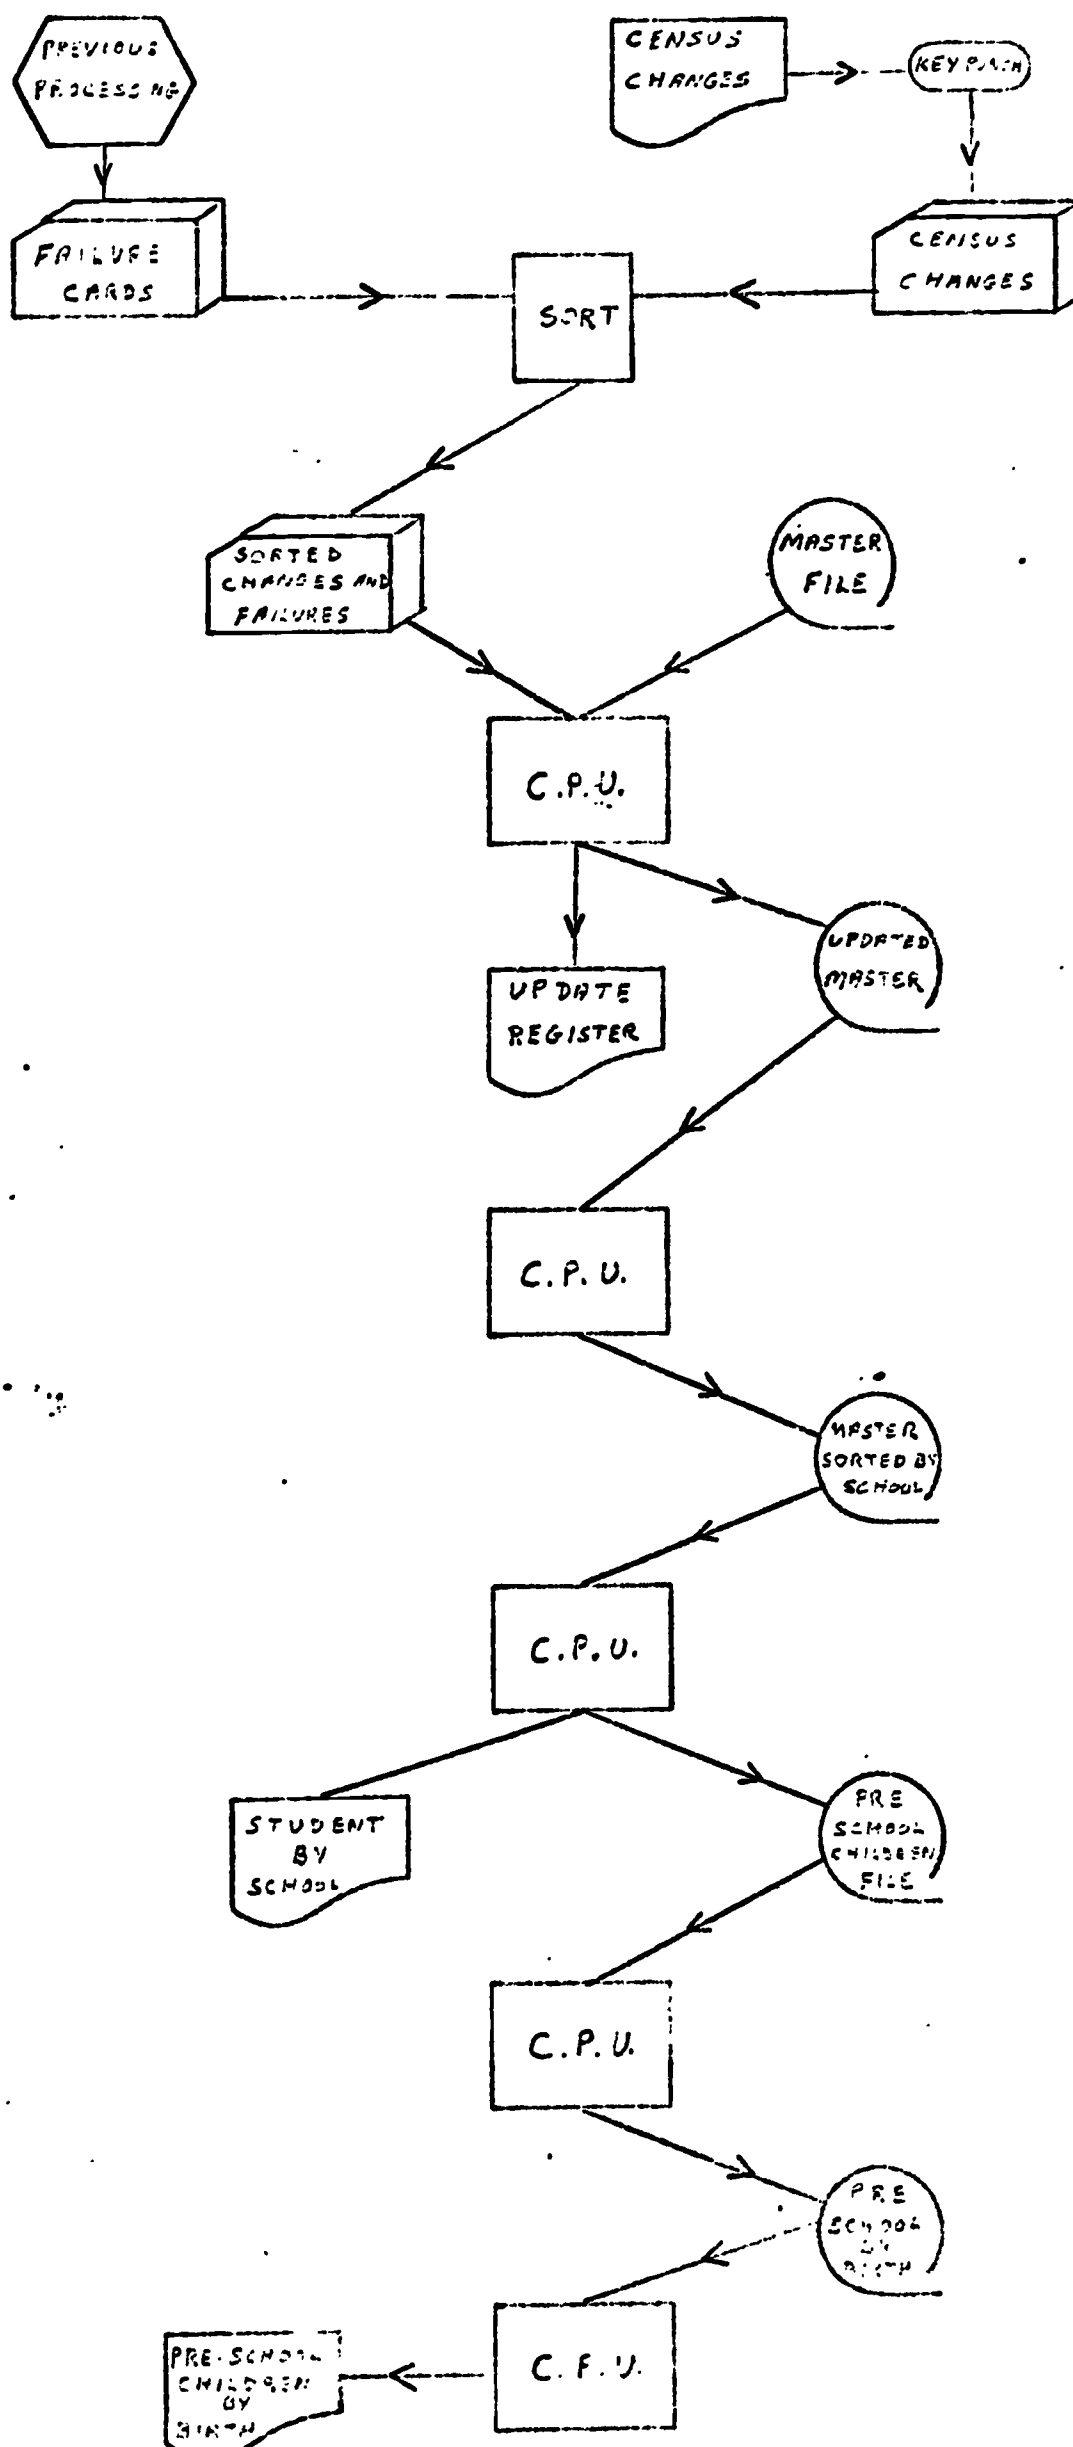 PREVIOUS
PROCESSING
CENSUS
CHANGES
KEY PUNCH
FAILURE
CARDS
SORT
CENSUS
CHANGES
SORTED
CHANGES AND
FAILURES
MASTER
FILE
C.P.U.
UPDATE
REGISTER
UPDATED
MASTER
C.P.U.
MASTER
SORTED BY
SCHOOL
C.P.U.
STUDENT
BY
SCHOOL
PRE
SCHOOL
CHILDREN
FILE
C.P.U.
PRE
SCHOOL
BY
BIRTH
C.P.U.
PRE-SCHOOL
CHILDREN
BY
BIRTH